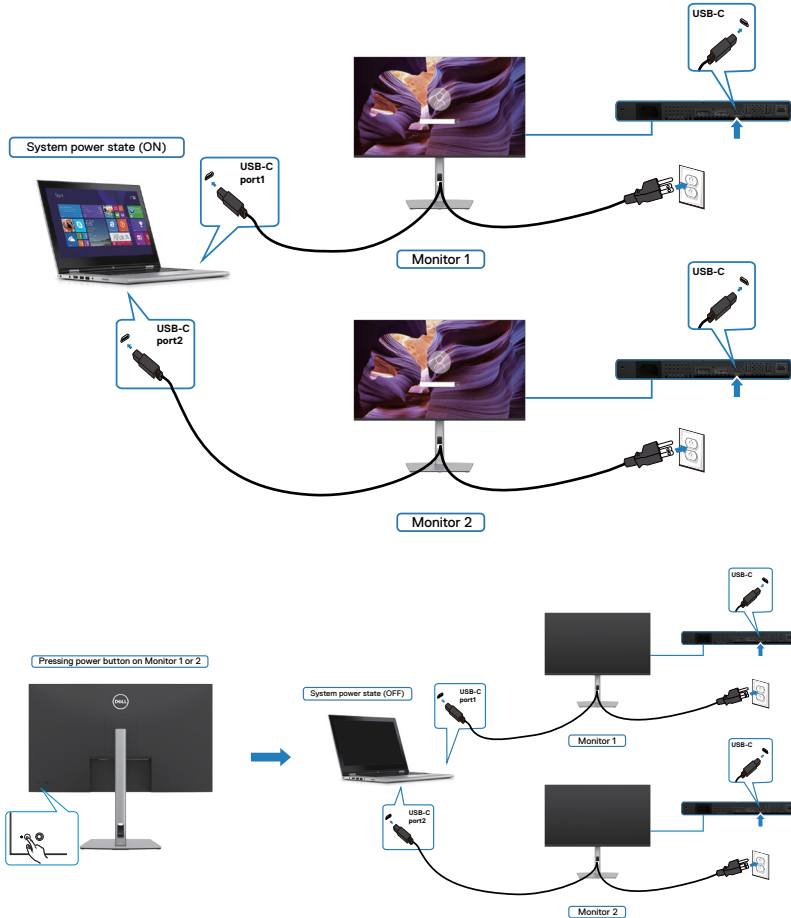 USB-C
System power state (ON)
USB-C
port1
Monitor 1
USB-C
USB-C
port2
Monitor 2
USB-C
Pressing power button on Monitor 1 or 2
DELL
System power state (OFF)
USB-C
port1
Monitor 1
USB-C
USB-C
port2
Monitor 2